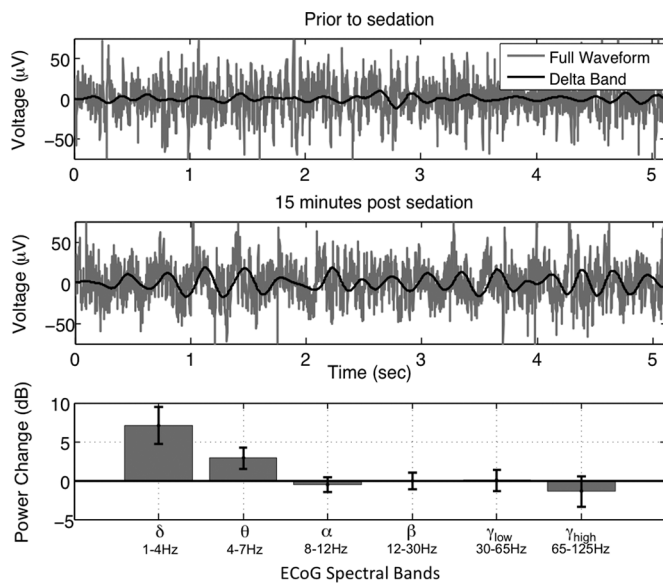 Prior to sedation
Voltage (µV)
50
0
−50
Full Waveform
Delta Band
0 1 2 3 4 5
15 minutes post sedation
Voltage (µV)
50
0
−50
0 1 2 3 4 5
Time (sec)
Power Change (dB)
10
5
0
−5
δ θ α β γlow γhigh
1-4Hz 4-7Hz 8-12Hz 12-30Hz 30-65Hz 65-125Hz
ECoG Spectral Bands